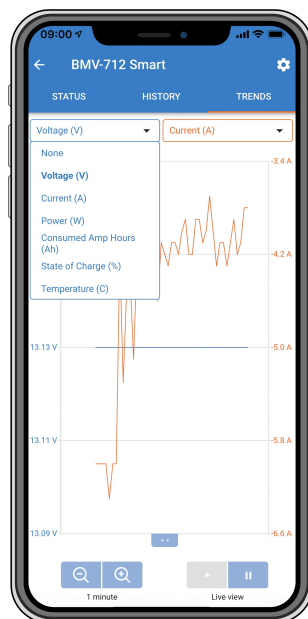 09:00
BMV-712 Smart
STATUS HISTORY TRENDS
Voltage (V) Current (A)
None
Voltage (V)
Current (A)
Power (W)
Consumed Amp Hours
(Ah)
State of Charge (%)
Temperature (C)
-3.4 A
-4.2 A
13.13 V -5.0 A
13.11 V -5.8 A
13.09 V -6.6 A
1 minute Live view